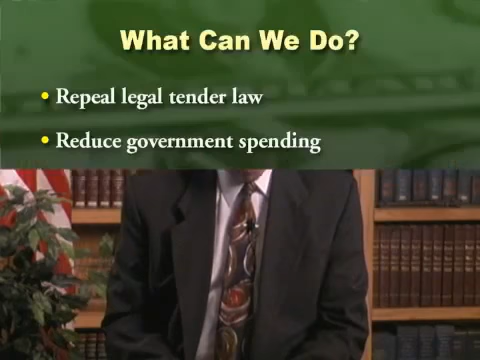 What Can We Do?
• Repeal legal tender law
• Reduce government spending